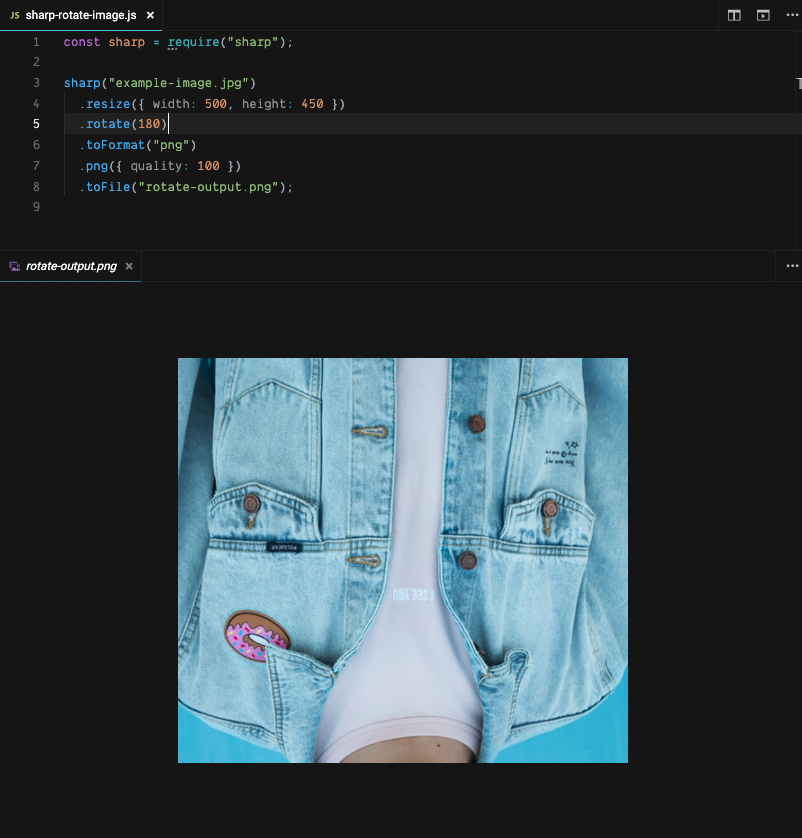 JS sharp-rotate-image.js ×
1 const sharp = require("sharp");
2
3 sharp("example-image.jpg")
4 .resize({ width: 500, height: 450 })
5 .rotate(180)
6 .toFormat("png")
7 .png({ quality: 100 })
8 .toFile("rotate-output.png");
9
rotate-output.png ×
PULL&BEAR
I SEE YOU